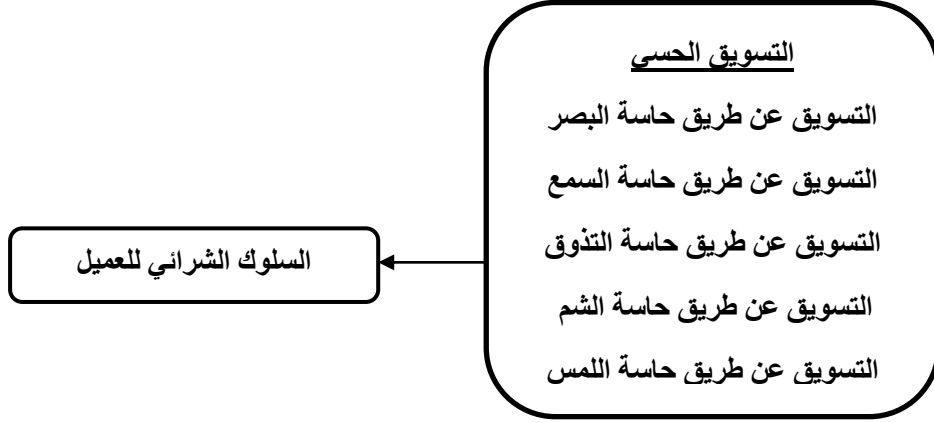 التسويق الحسي
التسويق عن طريق حاسة البصر
التسويق عن طريق حاسة السمع
التسويق عن طريق حاسة التذوق
التسويق عن طريق حاسة الشم
التسويق عن طريق حاسة اللمس
السلوك الشرائي للعميل